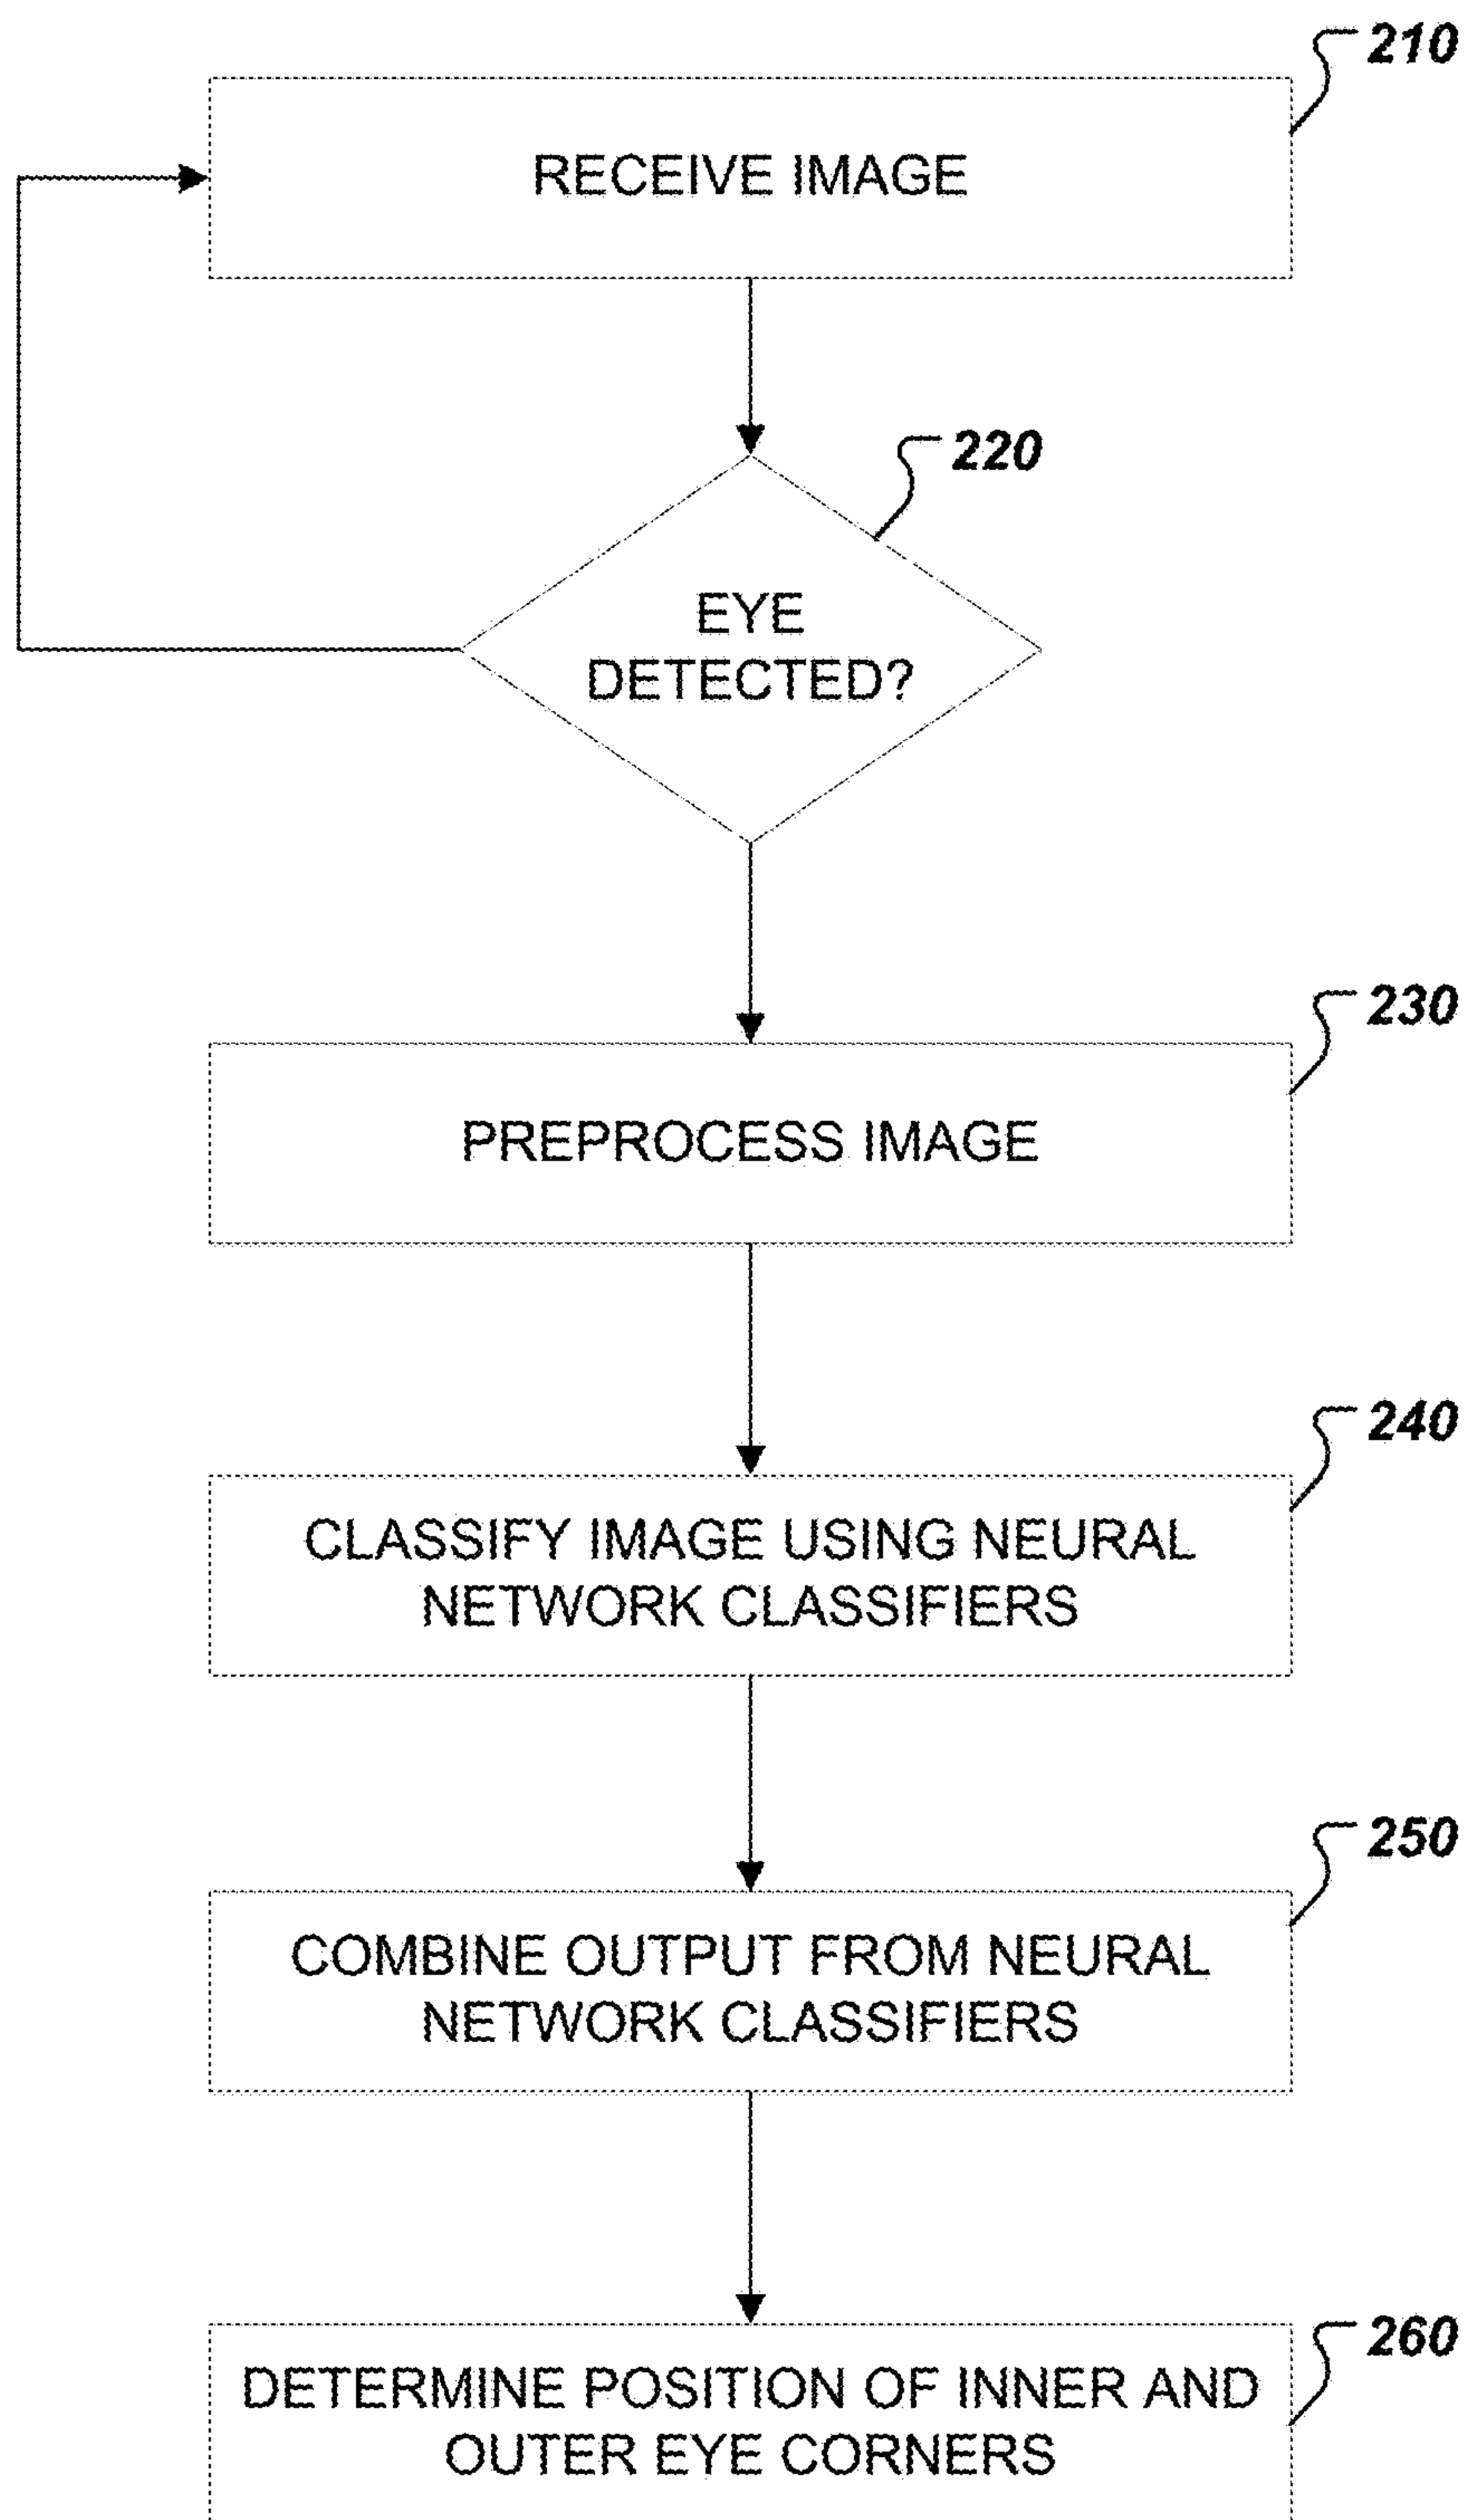 210
RECEIVE IMAGE
220
EYE
DETECTED?
230
PREPROCESS IMAGE
240
CLASSIFY IMAGE USING NEURAL
NETWORK CLASSIFIERS
250
COMBINE OUTPUT FROM NEURAL
NETWORK CLASSIFIERS
260
DETERMINE POSITION OF INNER AND
OUTER EYE CORNERS